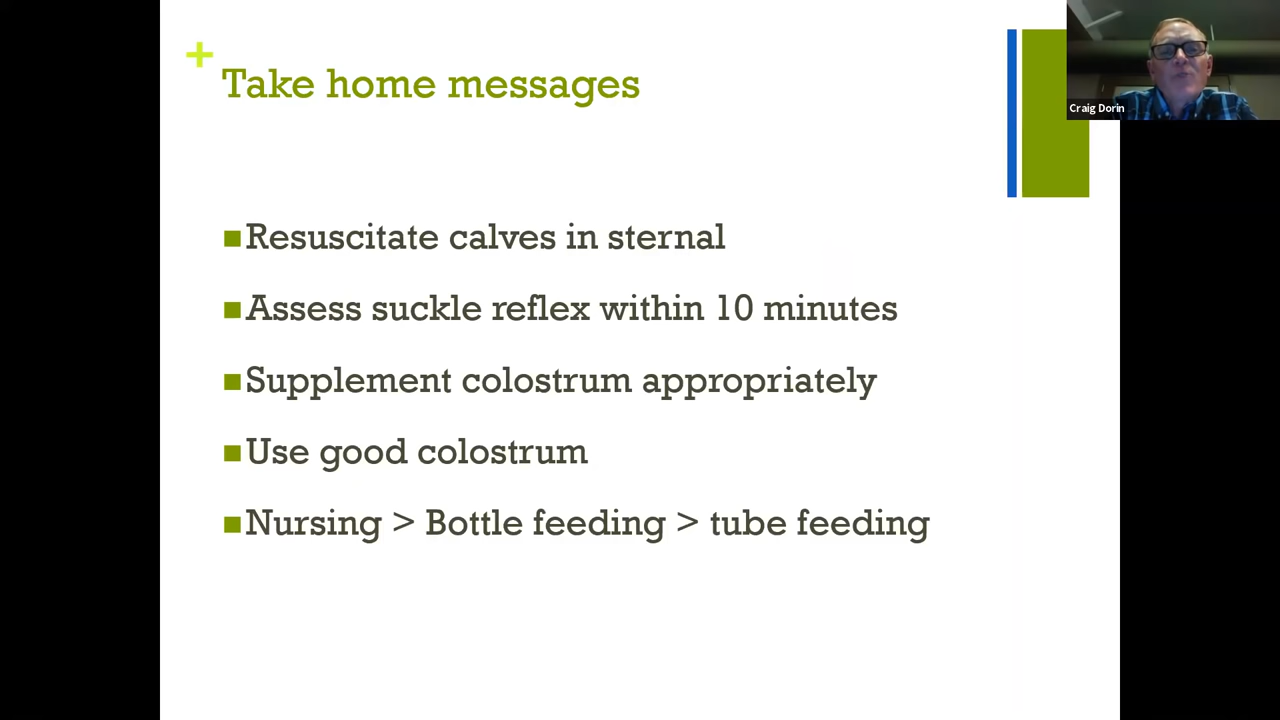 +
Take home messages
Craig Dorin
Resuscitate calves in sternal
Assess suckle reflex within 10 minutes
Supplement colostrum appropriately
Use good colostrum
Nursing > Bottle feeding > tube feeding